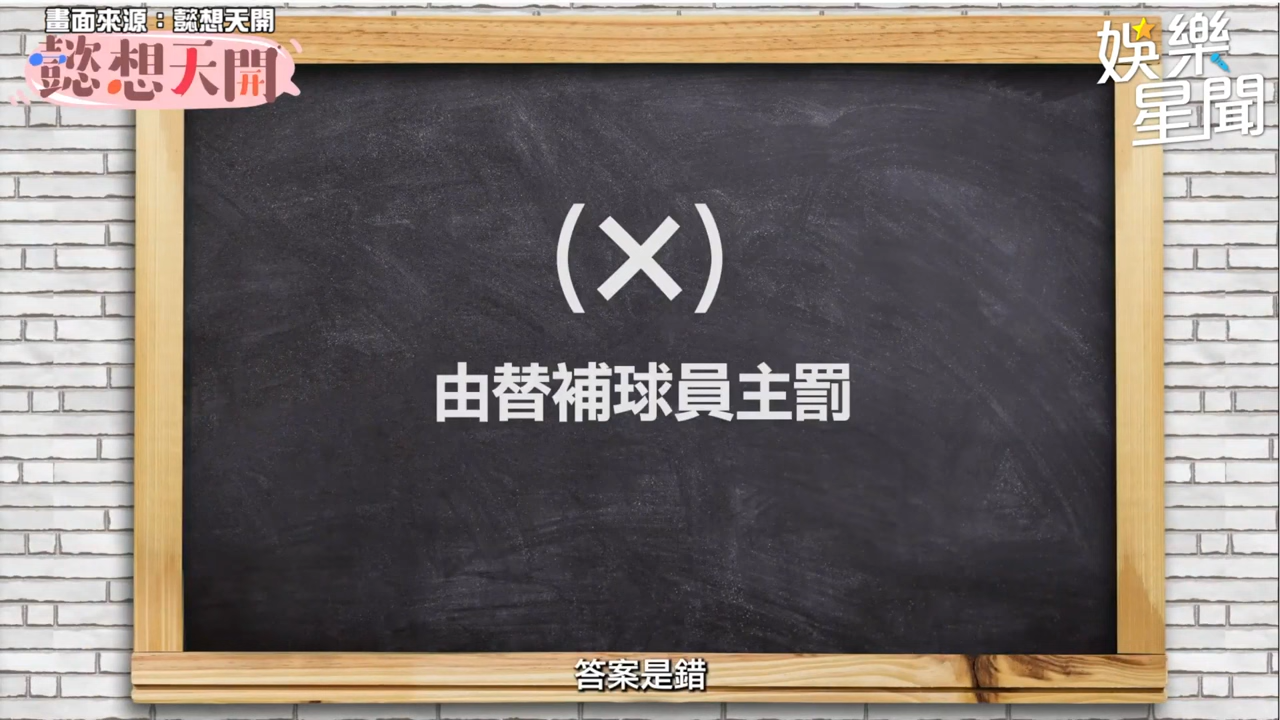 畫面來源：懿想天開
懿想天開
娛樂
星聞
(×)
由替補球員主罰
答案是錯